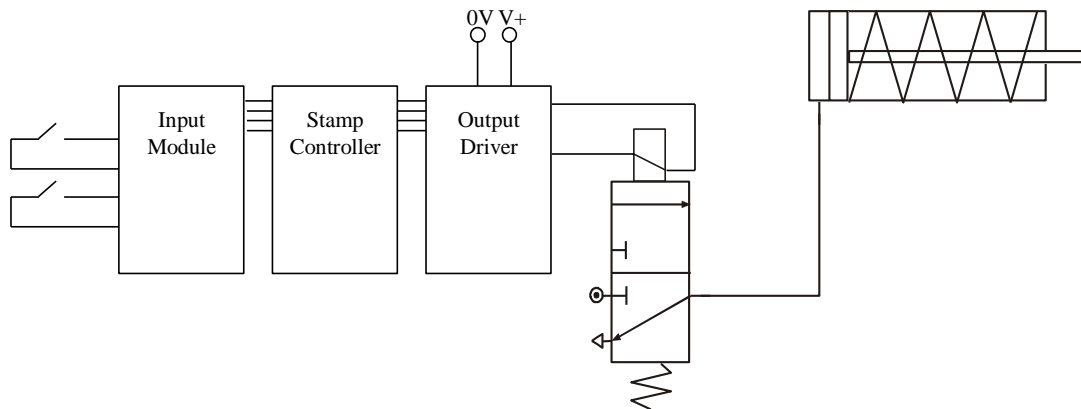 0V V+
Input
Module
Stamp
Controller
Output
Driver